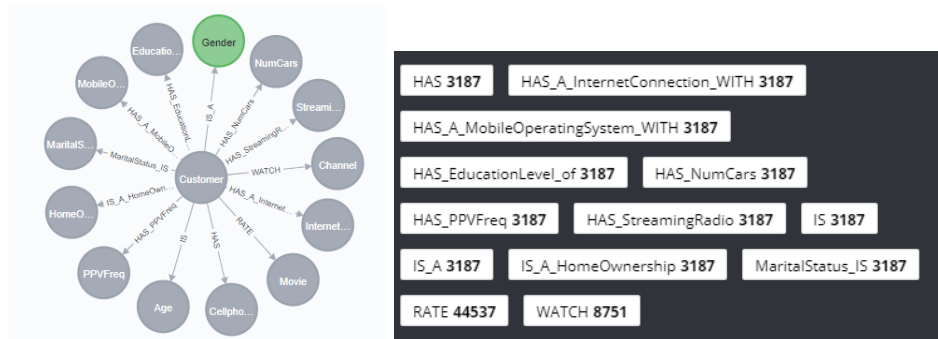 Gender
Educatio...
NumCars
MobileO...
Streami...
MaritalS...
Channel
HomeO...
Internet...
PPVFreq
Movie
Age
Cellpho...
Customer
IS_A
HAS_EducationL...
HAS_NumCars
HAS_A_MobileO...
HAS_StreamingR...
MaritalStatus_IS
WATCH
IS_A_HomeOwn...
HAS_A_Internet...
HAS_PPVFreq
RATE
IS
HAS
HAS 3187 HAS_A_InternetConnection_WITH 3187
HAS_A_MobileOperatingSystem_WITH 3187
HAS_EducationLevel_of 3187 HAS_NumCars 3187
HAS_PPVFreq 3187 HAS_StreamingRadio 3187 IS 3187
IS_A 3187 IS_A_HomeOwnership 3187 MaritalStatus_IS 3187
RATE 44537 WATCH 8751